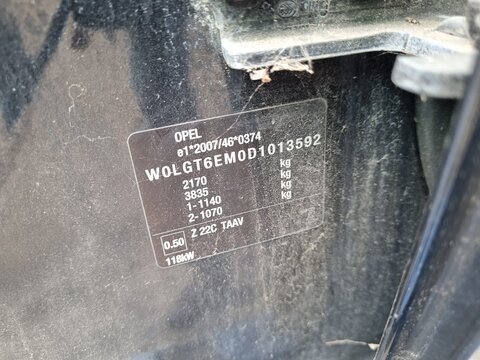 OPEL
e1*2007/46*0374
W0LGT6EM0D1013592
2170 kg
3835 kg
1-1140 kg
2-1070 kg
0.50 Z 22C TAAV
118kW